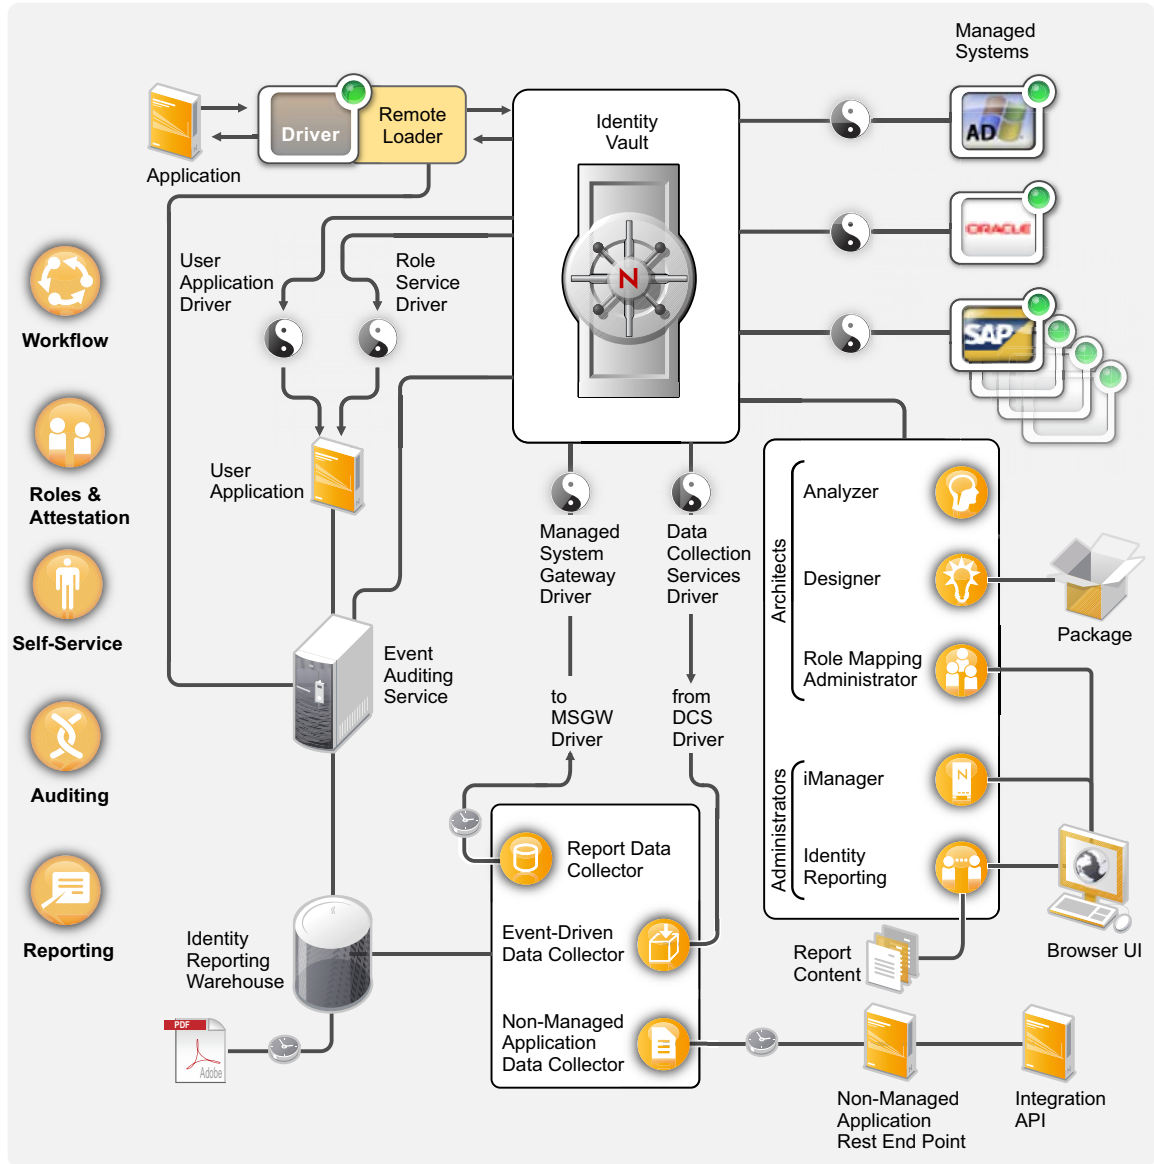 Managed
Systems
Driver
Remote
Loader
Application
Identity
Vault
N
AD
ORACLE
SAP
User
Application
Driver
Role
Service
Driver
Workflow
Roles &
Attestation
Self-Service
Auditing
Reporting
User
Application
Managed
System
Gateway
Driver
Data
Collection
Services
Driver
Event
Auditing
Service
to
MSGW
Driver
from
DCS
Driver
Architects
Analyzer
Designer
Role Mapping
Administrator
Package
Administrators
iManager
N
Identity
Reporting
Browser UI
Report
Content
Report Data
Collector
Event-Driven
Data Collector
Non-Managed
Application
Data Collector
Identity
Reporting
Warehouse
PDF
Adobe
Non-Managed
Application
Rest End Point
Integration
API